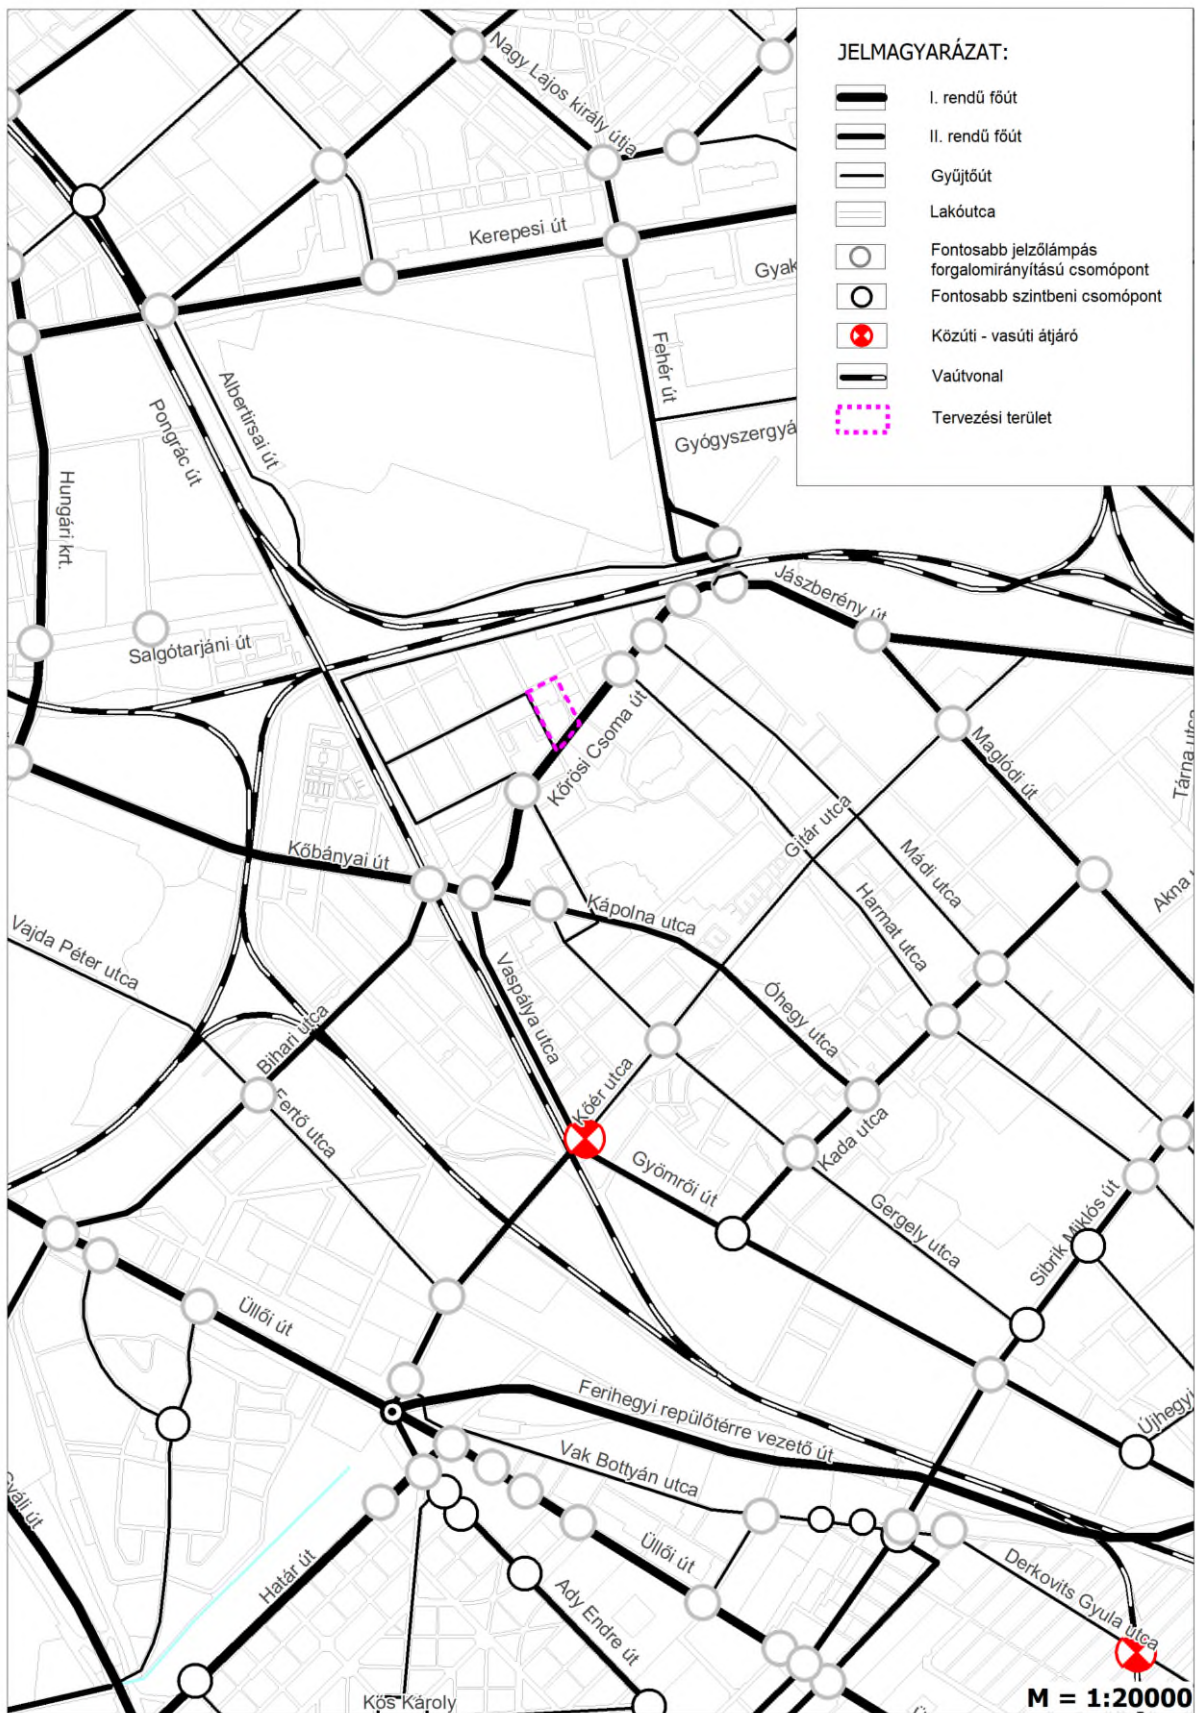 JELMAGYARÁZAT:
I. rendű főút
II. rendű főút
Gyűjtőút
Lakóutca
Fontosabb jelzőlámpás
forgalomirányítású csomópont
Fontosabb szintbeni csomópont
Közúti - vasúti átjáró
Vaútvonal
Tervezési terület
Nagy Lajos király útja
Kerepesi út
Gyak
Fehér út
Gyógyszergyá
Albertirsai út
Pongrác út
Hungári krt.
Salgótarjáni út
Jászberény út
Kőrösi Csoma út
Maglódi út
Tárna utca
Gitár utca
Mádi utca
Harmat utca
Akna u
Kőbányai út
Kápolna utca
Vajda Péter utca
Vaspálya utca
Óhegy utca
Bihari utca
Fertő utca
Kőér utca
Kada utca
Gyömrői út
Gergely utca
Sibrik Miklós út
Üllői út
Ferihegyi repülőtérre vezető út
Újhegyi
Vak Bottyán utca
Gyáli út
Határ út
Üllői út
Ady Endre út
Derkovits Gyula utca
Kós Károly
M = 1:20000